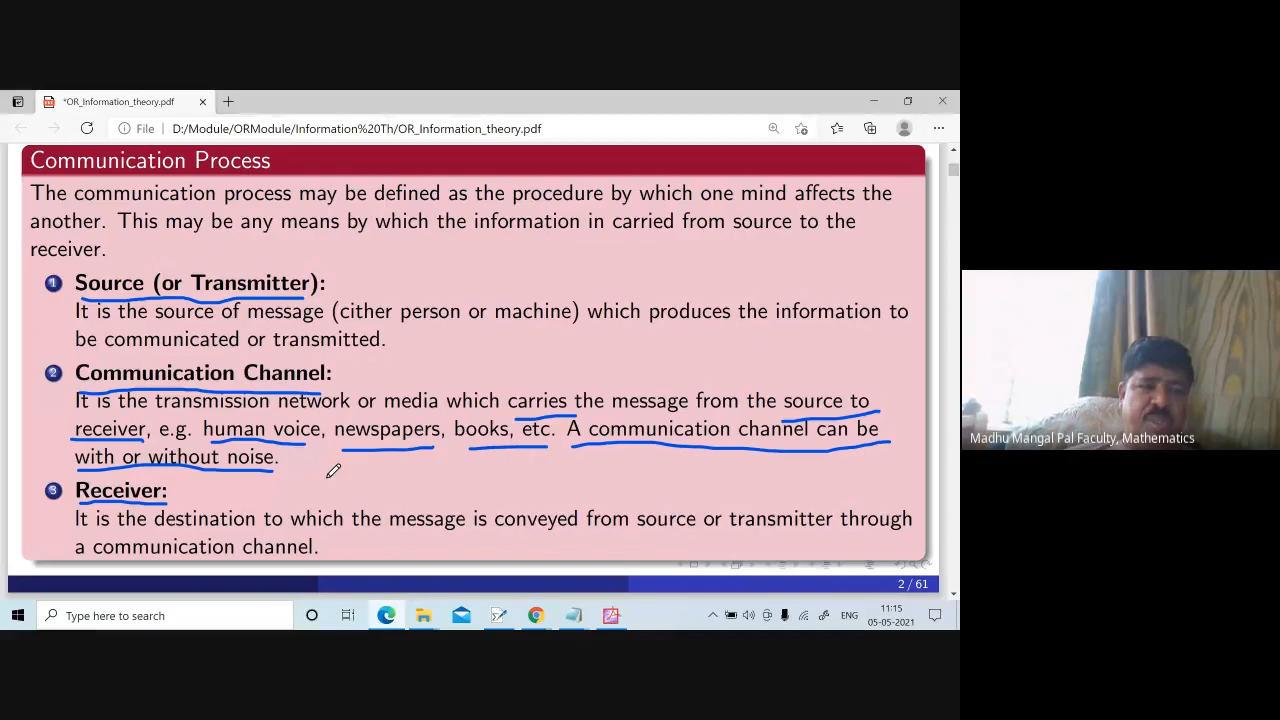 *OR_Information_theory.pdf
File | D:/Module/ORModule/Information%20Th/OR_Information_theory.pdf
Communication Process
The communication process may be defined as the procedure by which one mind affects the
another. This may be any means by which the information in carried from source to the
receiver.
1 Source (or Transmitter):
It is the source of message (cither person or machine) which produces the information to
be communicated or transmitted.
2 Communication Channel:
It is the transmission network or media which carries the message from the source to
receiver, e.g. human voice, newspapers, books, etc. A communication channel can be
with or without noise.
3 Receiver:
It is the destination to which the message is conveyed from source or transmitter through
a communication channel.
2 / 61
Type here to search
ENG
11:15
05-05-2021
Madhu Mangal Pal Faculty, Mathematics